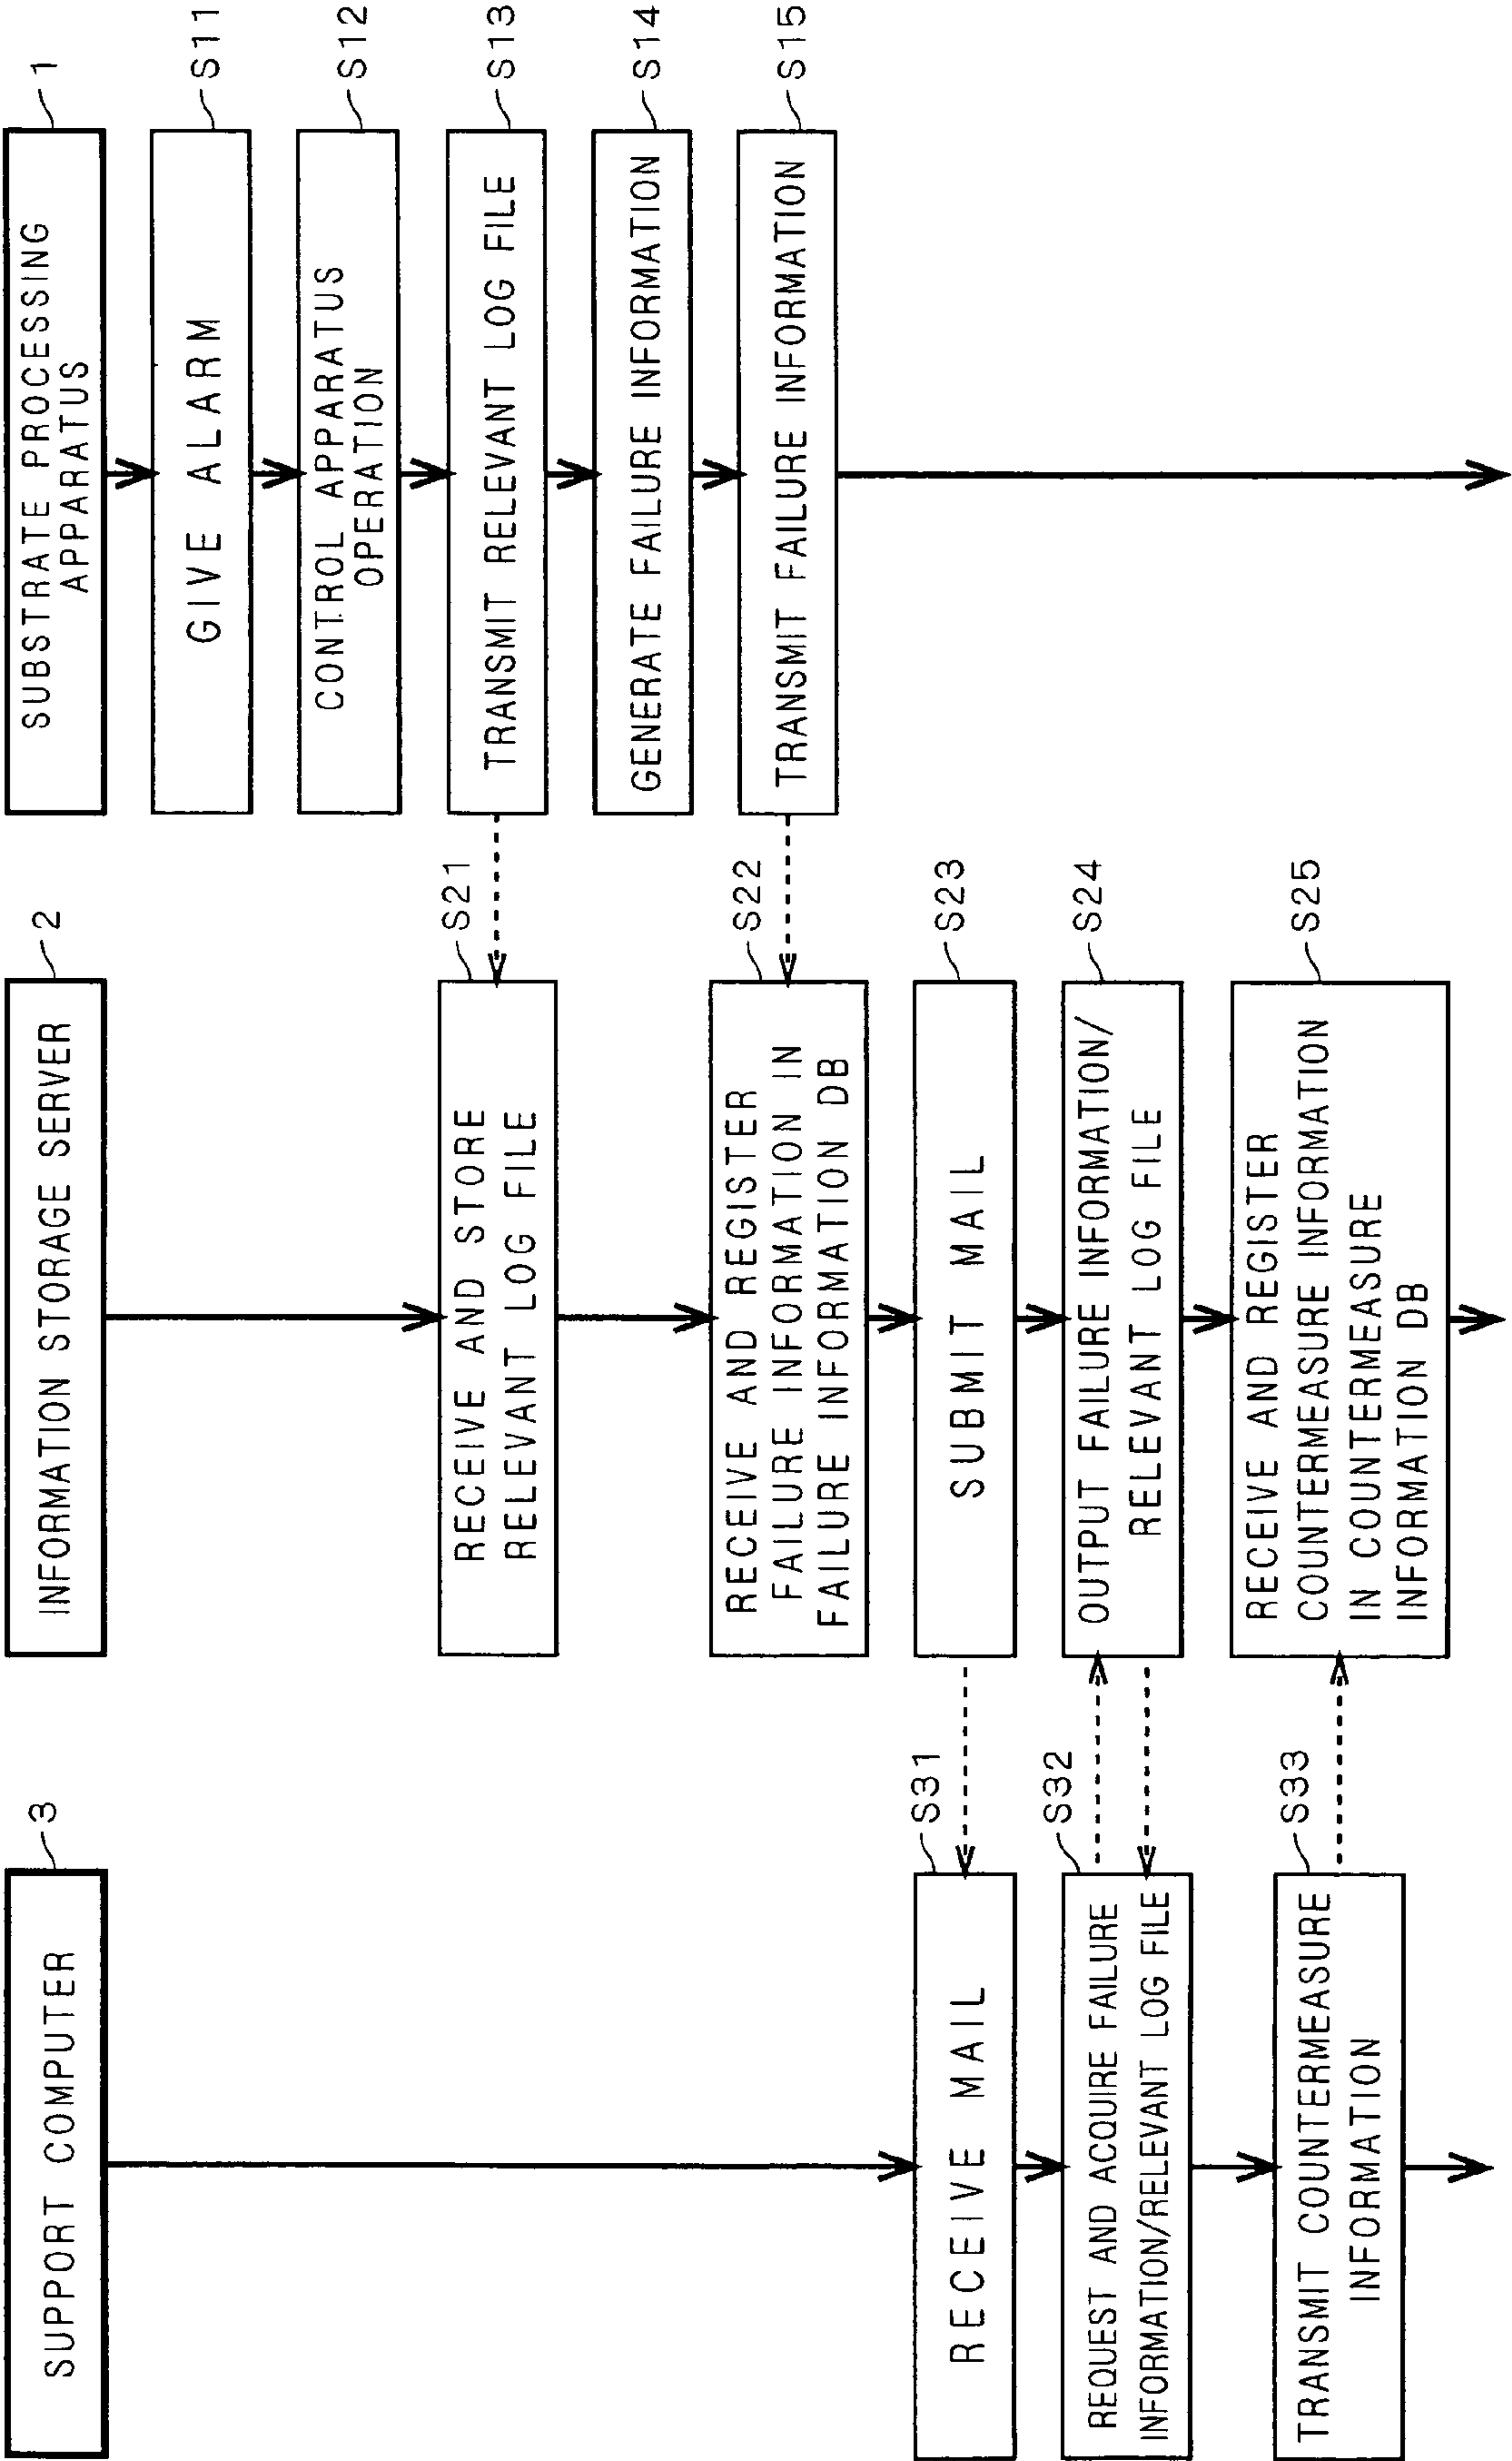 3
SUPPORT COMPUTER
S31
RECEIVE MAIL
S32
REQUEST AND ACQUIRE FAILURE
INFORMATION/RELEVANT LOG FILE
S33
TRANSMIT COUNTERMEASURE
INFORMATION
2
INFORMATION STORAGE SERVER
S21
RECEIVE AND STORE
RELEVANT LOG FILE
S22
RECEIVE AND REGISTER
FAILURE INFORMATION IN
FAILURE INFORMATION DB
S23
SUBMIT MAIL
S24
OUTPUT FAILURE INFORMATION/
RELEVANT LOG FILE
S25
RECEIVE AND REGISTER
COUNTERMEASURE INFORMATION
IN COUNTERMEASURE
INFORMATION DB
1
SUBSTRATE PROCESSING
APPARATUS
S11
GIVE ALARM
S12
CONTROL APPARATUS
OPERATION
S13
TRANSMIT RELEVANT LOG FILE
S14
GENERATE FAILURE INFORMATION
S15
TRANSMIT FAILURE INFORMATION